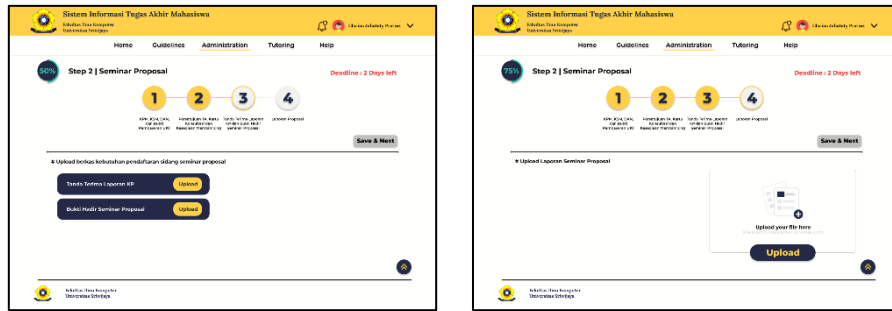 Sistem Informasi Tugas Akhir Mahasiswa
Fakultas Ilmu Komputer
Universitas Sriwijaya
Home Guidelines Administration Tutoring Help
50% Step 2 | Seminar Proposal
Deadline : 2 Days left
1 2 3 4
Laporan Proposal
Save & Next
# Upload berkas kebutuhan pendaftaran sidang seminar proposal
Tanda Terima Laporan KP Upload
Bukti Hadir Seminar Proposal Upload
Fakultas Ilmu Komputer
Universitas Sriwijaya
Sistem Informasi Tugas Akhir Mahasiswa
Fakultas Ilmu Komputer
Universitas Sriwijaya
Home Guidelines Administration Tutoring Help
75% Step 2 | Seminar Proposal
Deadline : 2 Days left
1 2 3 4
Laporan Proposal
Save & Next
# Upload Laporan Seminar Proposal
Upload your file here
Upload
Fakultas Ilmu Komputer
Universitas Sriwijaya